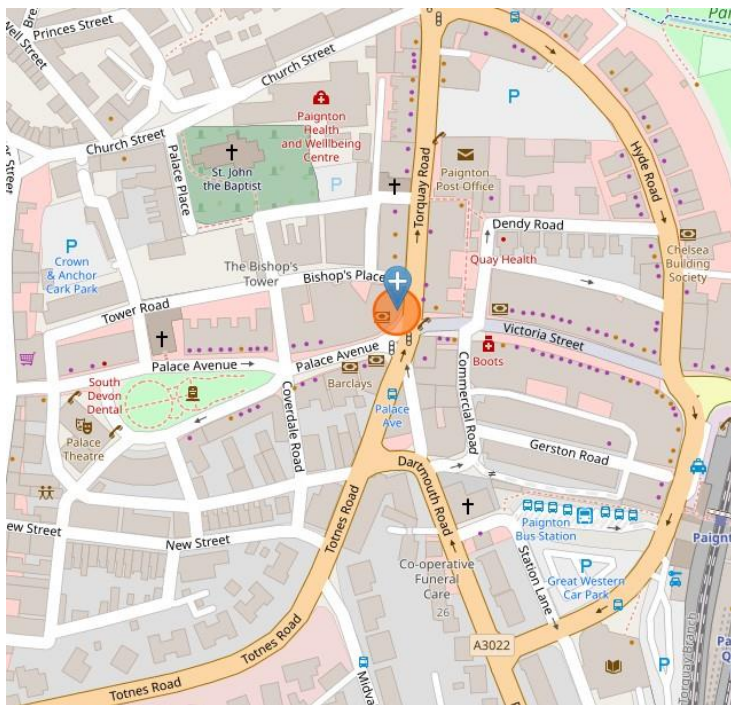 Princes Street
Well Street
Church Street
Church Street
Palace Place
St. John
the Baptist
Paignton
Health
and Wellbeing
Centre
P
P
Torquay Road
Paignton
Post Office
Hyde Road
Dendy Road
Quay Health
Chelsea
Building
Society
P
Crown
& Anchor
Cark Park
The Bishop's
Tower
Bishop's Place
Tower Road
Palace Avenue
Palace Avenue
Victoria Street
Boots
Barclays
South
Devon
Dental
Palace
Theatre
Coverdale Road
Palace
Ave
Commercial Road
Gerston Road
Dartmouth Road
Totnes Road
New Street
New Street
Paignton
Bus Station
Station Lane
P
Great Western
Car Park
Co-operative
Funeral
Care
26
A3022
Totnes Road
Totnes Road
P
Torquay Branch